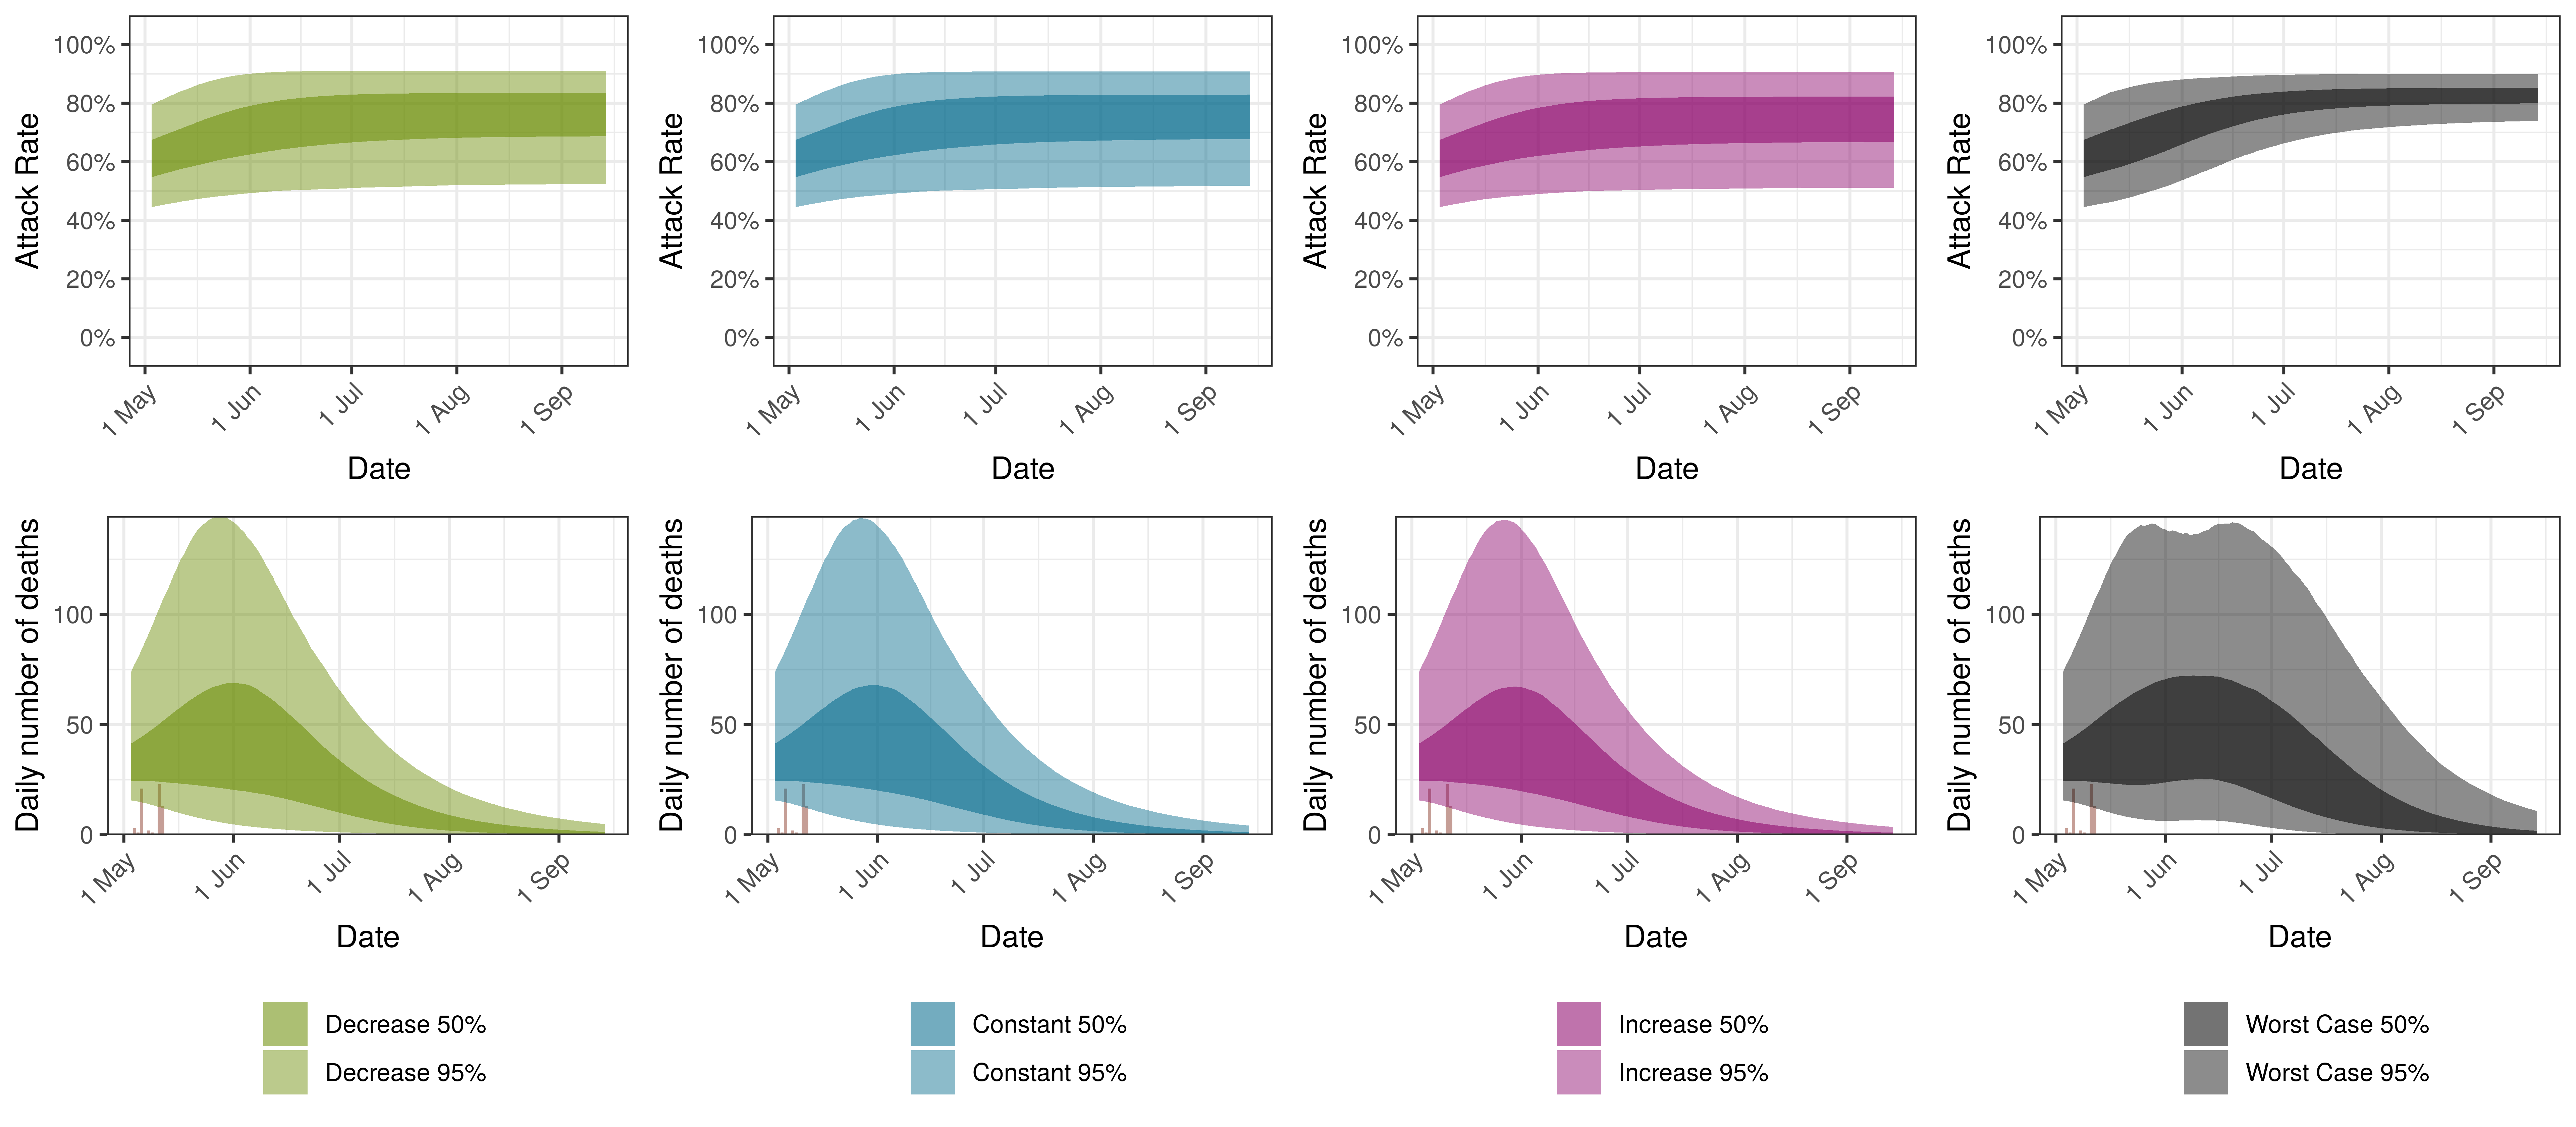 Attack Rate
100%
80%
60%
40%
20%
0%
1 May
1 Jun
1 Jul
1 Aug
1 Sep
Date
Attack Rate
100%
80%
60%
40%
20%
0%
1 May
1 Jun
1 Jul
1 Aug
1 Sep
Date
Attack Rate
100%
80%
60%
40%
20%
0%
1 May
1 Jun
1 Jul
1 Aug
1 Sep
Date
Attack Rate
100%
80%
60%
40%
20%
0%
1 May
1 Jun
1 Jul
1 Aug
1 Sep
Date
Daily number of deaths
100
50
0
1 May
1 Jun
1 Jul
1 Aug
1 Sep
Date
Daily number of deaths
100
50
0
1 May
1 Jun
1 Jul
1 Aug
1 Sep
Date
Daily number of deaths
100
50
0
1 May
1 Jun
1 Jul
1 Aug
1 Sep
Date
Daily number of deaths
100
50
0
1 May
1 Jun
1 Jul
1 Aug
1 Sep
Date
Decrease 50%
Decrease 95%
Constant 50%
Constant 95%
Increase 50%
Increase 95%
Worst Case 50%
Worst Case 95%